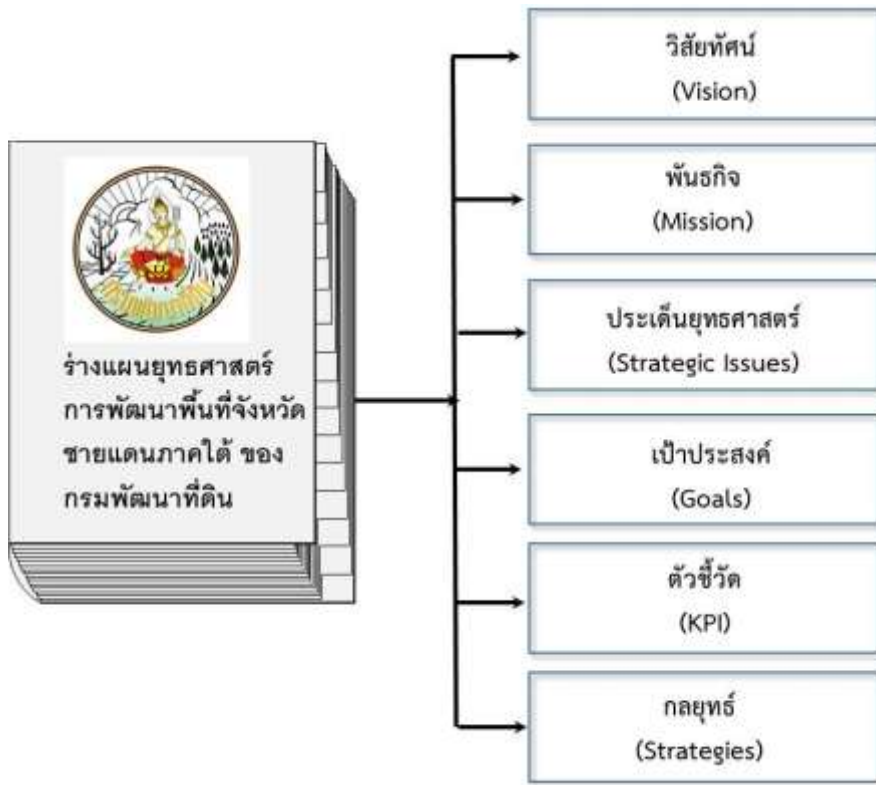 ร่างแผนยุทธศาสตร์
การพัฒนาพื้นที่จังหวัด
ชายแดนภาคใต้ ของ
กรมพัฒนาที่ดิน
วิสัยทัศน์
(Vision)
พันธกิจ
(Mission)
ประเด็นยุทธศาสตร์
(Strategic Issues)
เป้าประสงค์
(Goals)
ตัวชี้วัด
(KPI)
กลยุทธ์
(Strategies)